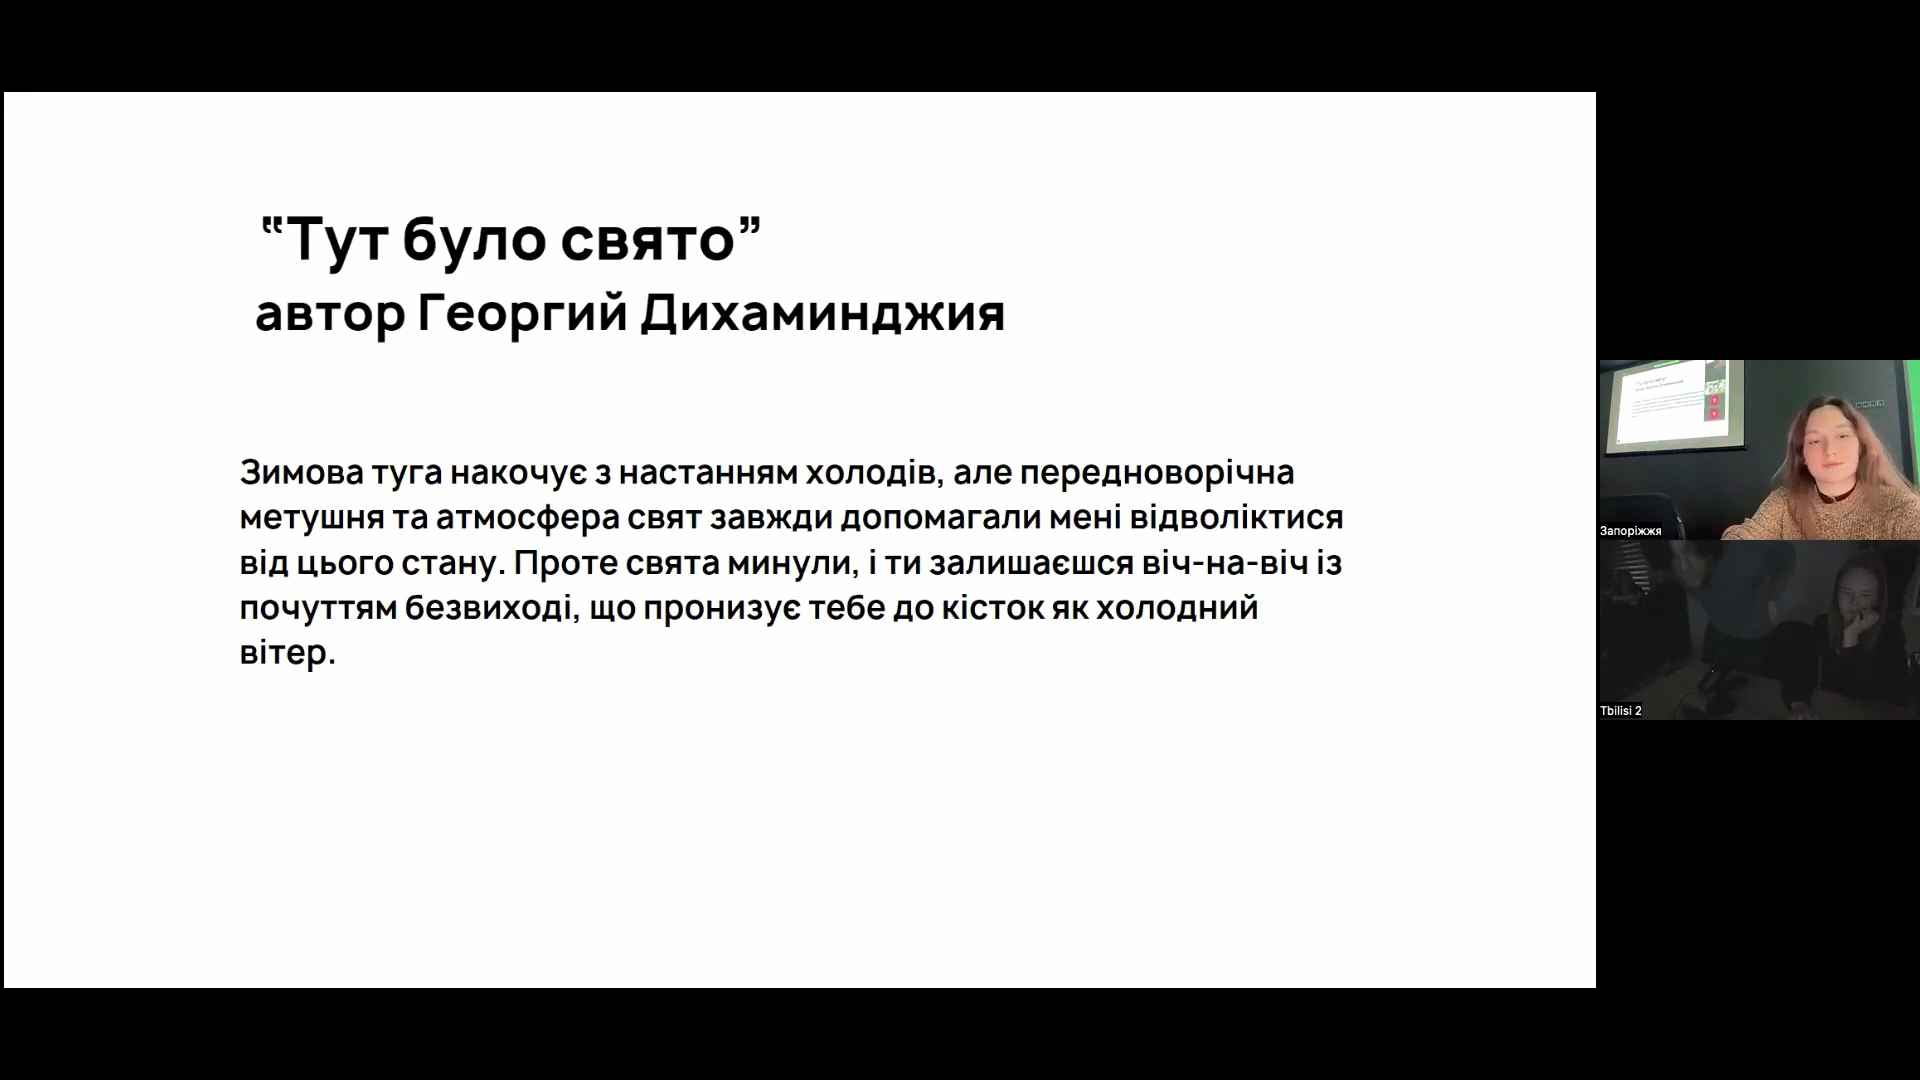 “Тут було свято”
автор Георгий Дихаминджия
Зимова туга накочує з настанням холодів, але передноворічна
метушня та атмосфера свят завжди допомагали мені відволіктися
від цього стану. Проте свята минули, і ти залишаєшся віч-на-віч із
почуттям безвиході, що пронизує тебе до кісток як холодний
вітер.
Запоріжжя
Tbilisi 2